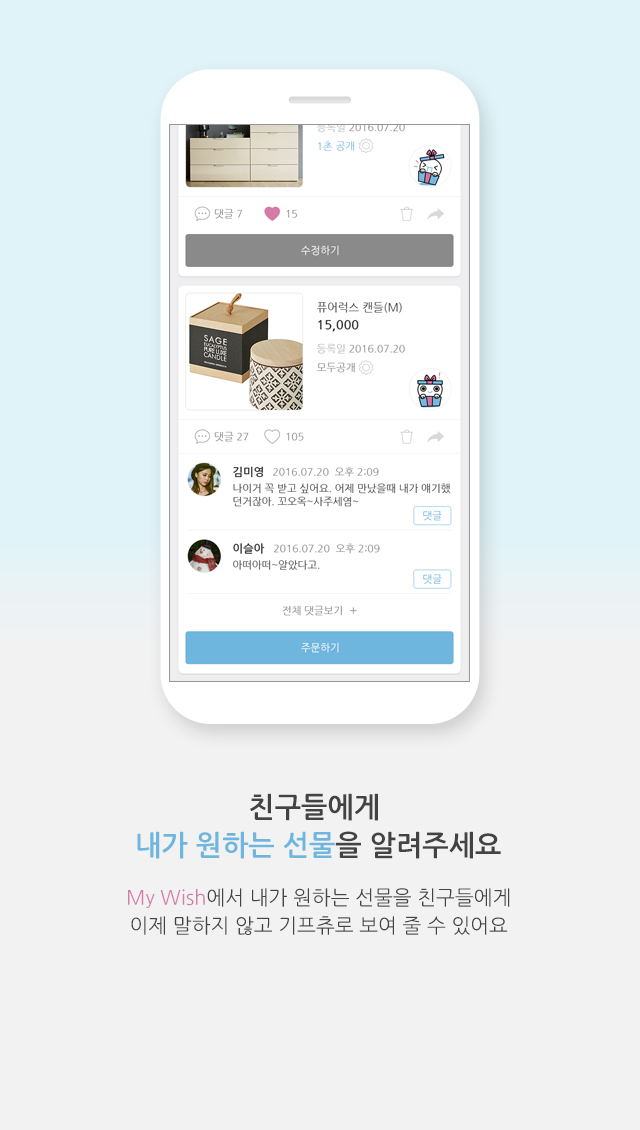 등록일 2016.07.20
1촌 공개
댓글 7
15
수정하기
SAGE
EUCALYPTUS
PURE LUXE
CANDLE
퓨어럭스 캔들(M)
15,000
등록일 2016.07.20
모두공개
댓글 27
105
김미영 2016.07.20 오후 2:09
나이거 꼭 받고 싶어요. 어제 만났을때 내가 얘기했
던거잖아. 꼬오옥~사주세염~
댓글
이슬아 2016.07.20 오후 2:09
아떠아떠~알았다고.
댓글
전체 댓글보기 +
주문하기
친구들에게
내가 원하는 선물을 알려주세요
My Wish에서 내가 원하는 선물을 친구들에게
이제 말하지 않고 기프츄로 보여 줄 수 있어요